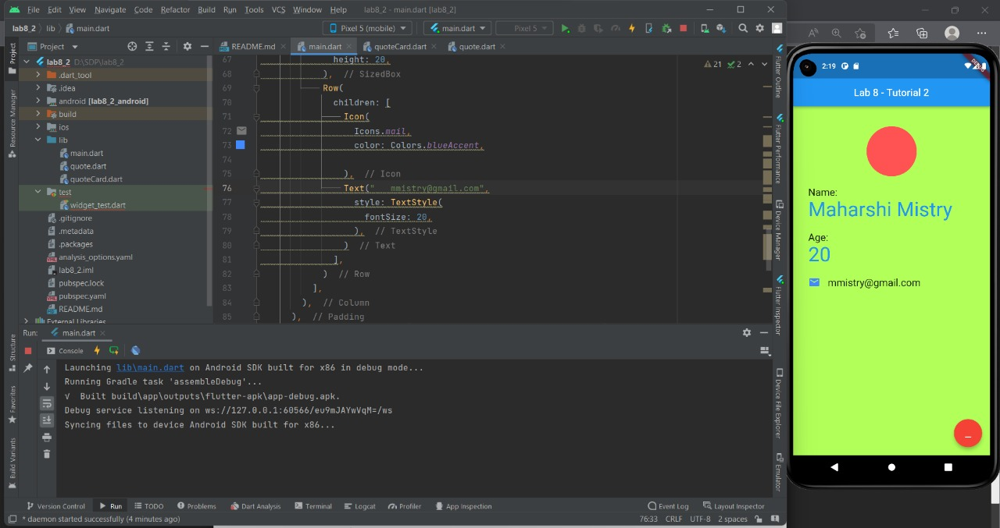 File Edit View Navigate Code Refactor Build Run Tools VCS Window Help lab8_2 - main.dart [lab8_2]
lab8_2 lib main.dart Pixel 5 (mobile) main.dart Pixel 5
Project README.md main.dart quoteCard.dart quote.dart
Project
Resource Manager
Structure
Favorites
Build Variants
lab8_2 D:\SDP\lab8_2
.dart_tool
.idea
android [lab8_2_android]
build
ios
lib
main.dart
quote.dart
quoteCard.dart
test
widget_test.dart
.gitignore
.metadata
.packages
analysis_options.yaml
lab8_2.iml
pubspec.lock
pubspec.yaml
README.md
External Libraries
21 2
67 height: 20,
68 ), // SizedBox
69 Row(
70 children: [
71 Icon(
72 Icons.mail,
73 color: Colors.blueAccent,
74
75 ), // Icon
76 Text("   mmistry@gmail.com",
77 style: TextStyle(
78 fontSize: 20,
79 ), // TextStyle
80 ) // Text
81 ],
82 ) // Row
83 ],
84 ), // Column
85 ), // Padding
Flutter Outline
Flutter Performance
Device Manager
Flutter Inspector
Device File Explorer
Emulator
Run: main.dart
Console
Launching lib\main.dart on Android SDK built for x86 in debug mode...
Running Gradle task 'assembleDebug'...
√ Built build\app\outputs\flutter-apk\app-debug.apk.
Debug service listening on ws://127.0.0.1:60566/eu9mJAYwVqM=/ws
Syncing files to device Android SDK built for x86...
Version Control Run TODO Problems Dart Analysis Terminal Logcat Profiler App Inspection Event Log Layout Inspector
* daemon started successfully (4 minutes ago) 76:33 CRLF UTF-8 2 spaces
2:19
DEBUG
Lab 8 - Tutorial 2
Name:
Maharshi Mistry
Age:
20
mmistry@gmail.com